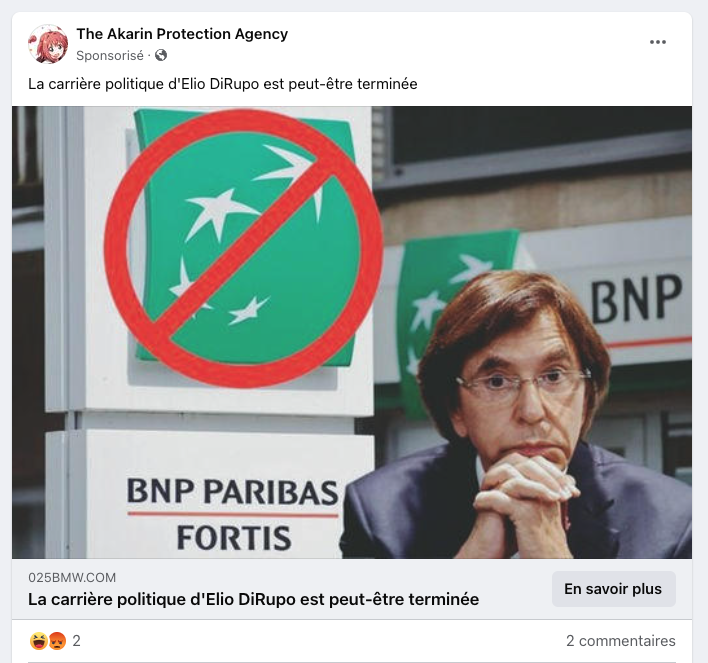 The Akarin Protection Agency
Sponsorisé ·
La carrière politique d'Elio DiRupo est peut-être terminée
BNP
BNP PARIBAS
FORTIS
025BMW.COM
La carrière politique d'Elio DiRupo est peut-être terminée
En savoir plus
2
2 commentaires